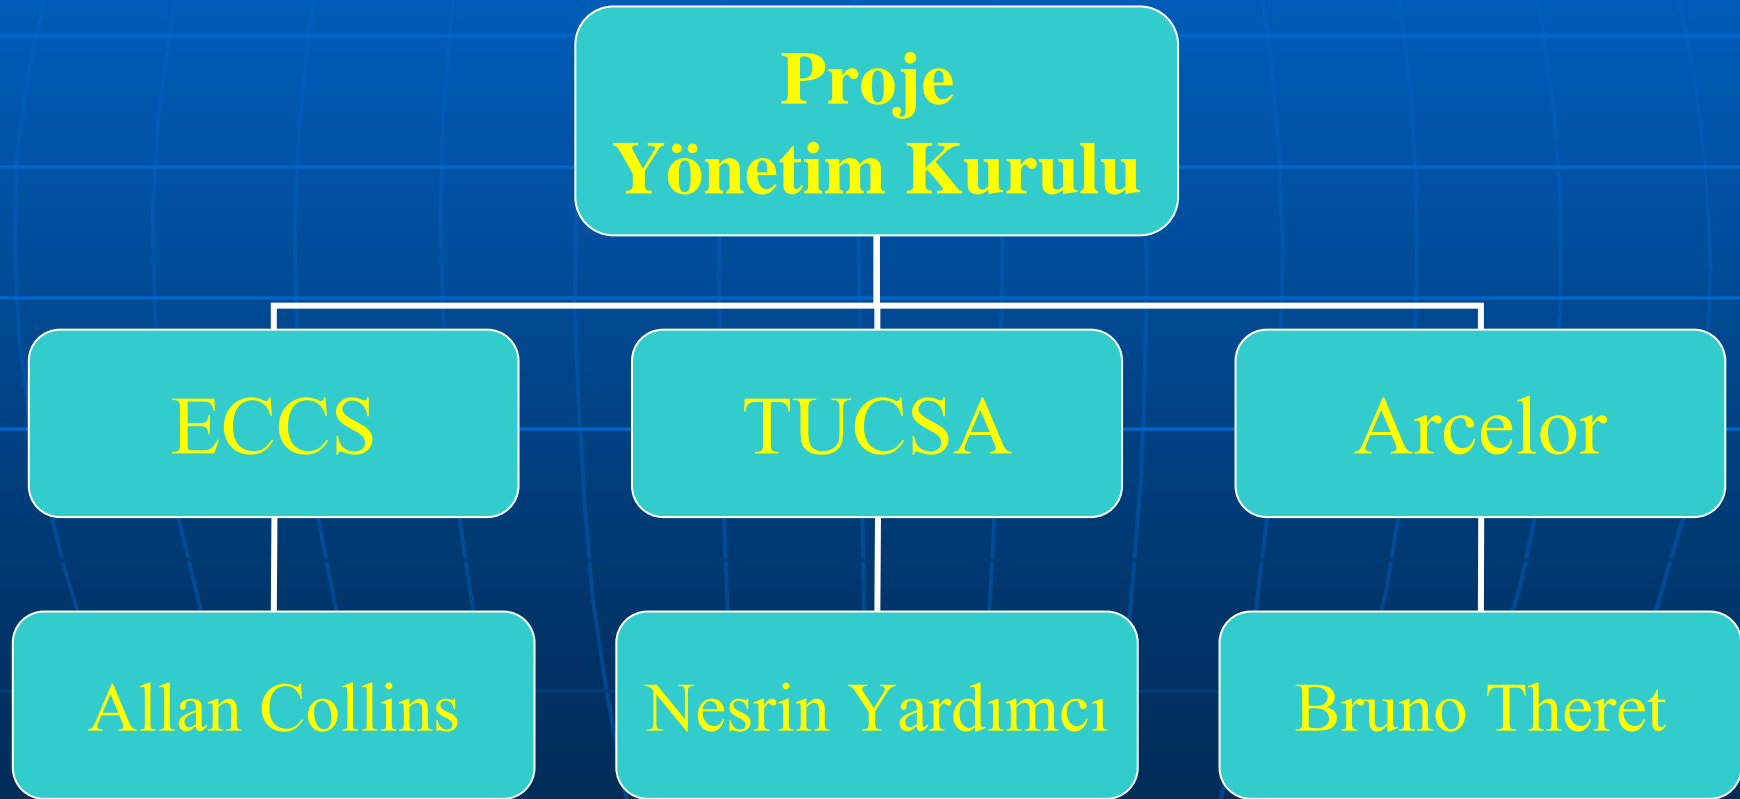 Proje
Yönetim Kurulu
ECCS
TUCSA
Arcelor
Allan Collins
Nesrin Yardımcı
Bruno Theret